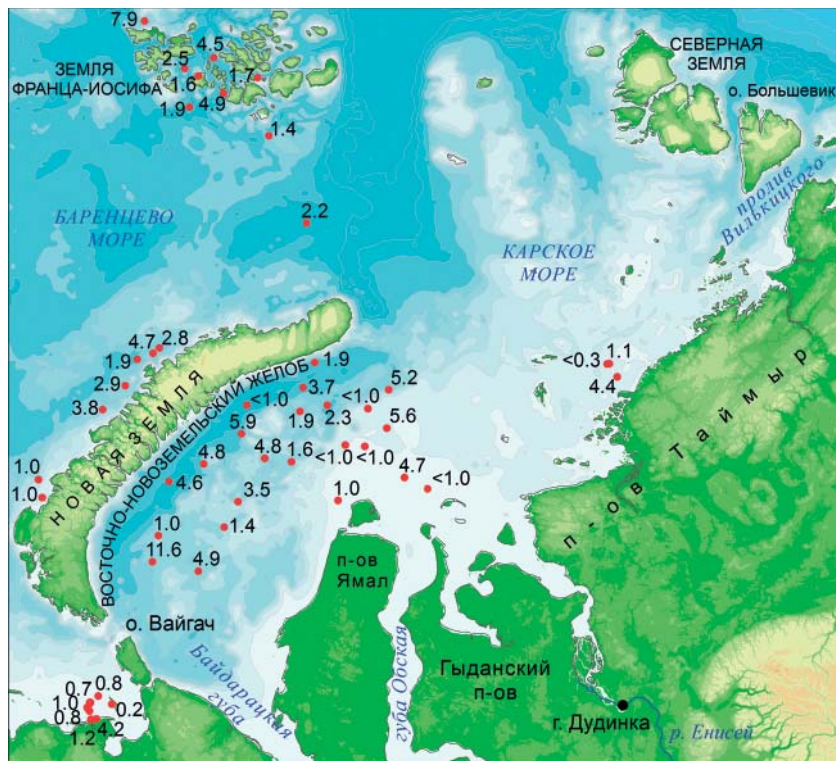 7.9
4.5
2.5
ЗЕМЛЯ
ФРАНЦА-ИОСИФА
1.6
1.7
1.9
4.9
1.4
СЕВЕРНАЯ
ЗЕМЛЯ
о. Большевик
пролив
Вилькицкого
2.2
БАРЕНЦЕВО
МОРЕ
КАРСКОЕ
МОРЕ
4.7
2.8
1.9
2.9
3.8
1.0
1.0
НОВАЯ ЗЕМЛЯ
ВОСТОЧНО-НОВОЗЕМЕЛЬСКИЙ ЖЕЛОБ
1.9
3.7
5.2
<1.0
<1.0
1.9
2.3
5.6
5.9
<1.0
<1.0
4.8
4.8
1.6
4.6
4.7
<1.0
3.5
1.0
1.0
1.4
11.6
4.9
<0.3
1.1
4.4
п-ов Таймыр
п-ов
Ямал
о. Вайгач
Байдарацкая
губа
губа Обская
Гыданский
п-ов
г. Дудинка
р. Енисей
0.7
0.8
1.0
0.2
0.8
4.2
1.2